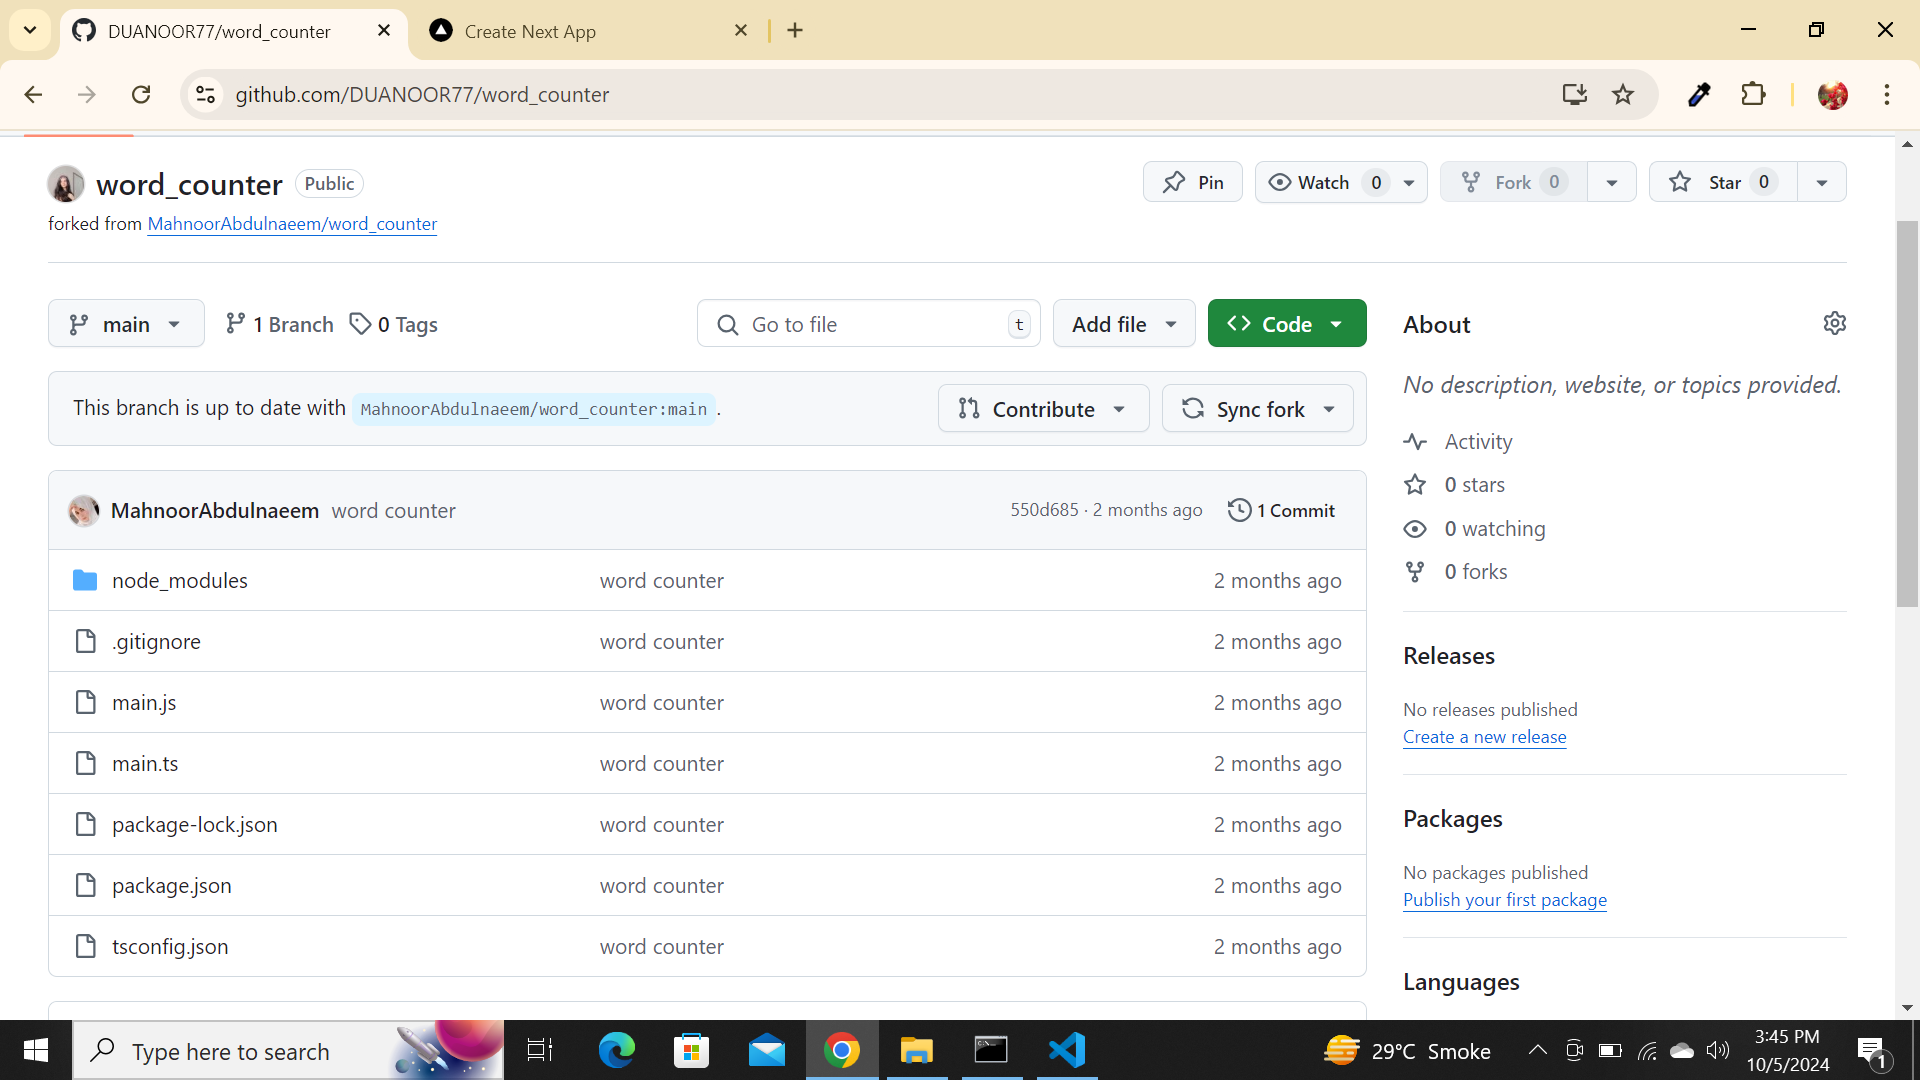 DUANOOR77/word_counter
Create Next App
github.com/DUANOOR77/word_counter
word_counter Public
Pin
Watch 0
Fork 0
Star 0
forked from MahnoorAbdulnaeem/word_counter
main
1 Branch
0 Tags
Go to file t
Add file
Code
This branch is up to date with MahnoorAbdulnaeem/word_counter:main .
Contribute
Sync fork
MahnoorAbdulnaeem word counter 550d685 · 2 months ago 1 Commit
node_modules word counter 2 months ago
.gitignore word counter 2 months ago
main.js word counter 2 months ago
main.ts word counter 2 months ago
package-lock.json word counter 2 months ago
package.json word counter 2 months ago
tsconfig.json word counter 2 months ago
About
No description, website, or topics provided.
Activity
0 stars
0 watching
0 forks
Releases
No releases published
Create a new release
Packages
No packages published
Publish your first package
Languages
Type here to search
29°C Smoke
3:45 PM
10/5/2024
1